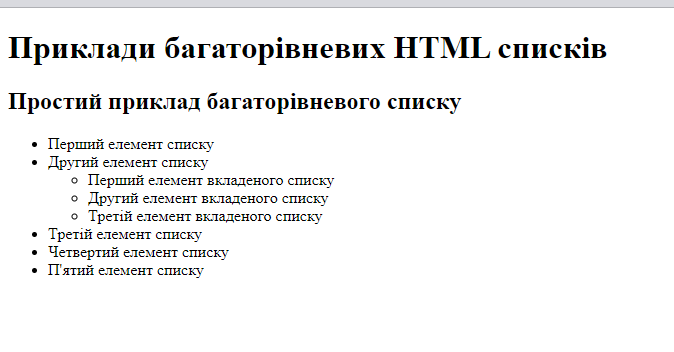 Приклади багаторівневих HTML списків
Простий приклад багаторівневого списку
Перший елемент списку
Другий елемент списку
Перший елемент вкладеного списку
Другий елемент вкладеного списку
Третій елемент вкладеного списку
Третій елемент списку
Четвертий елемент списку
П'ятий елемент списку